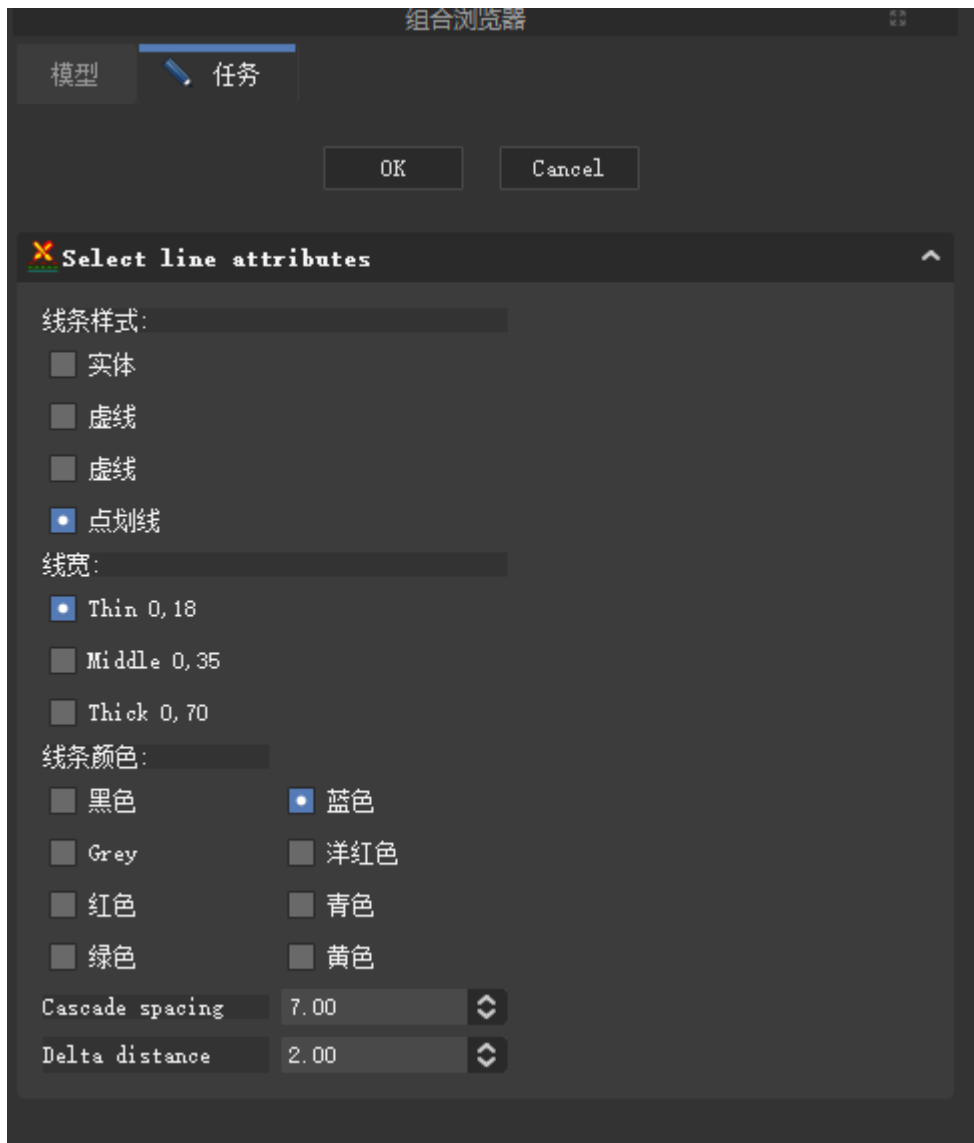 组合浏览器
模型 任务
OK Cancel
Select line attributes
线条样式:
实体
虚线
虚线
点划线
线宽:
Thin 0,18
Middle 0,35
Thick 0,70
线条颜色:
黑色 蓝色
Grey 洋红色
红色 青色
绿色 黄色
Cascade spacing 7.00
Delta distance 2.00